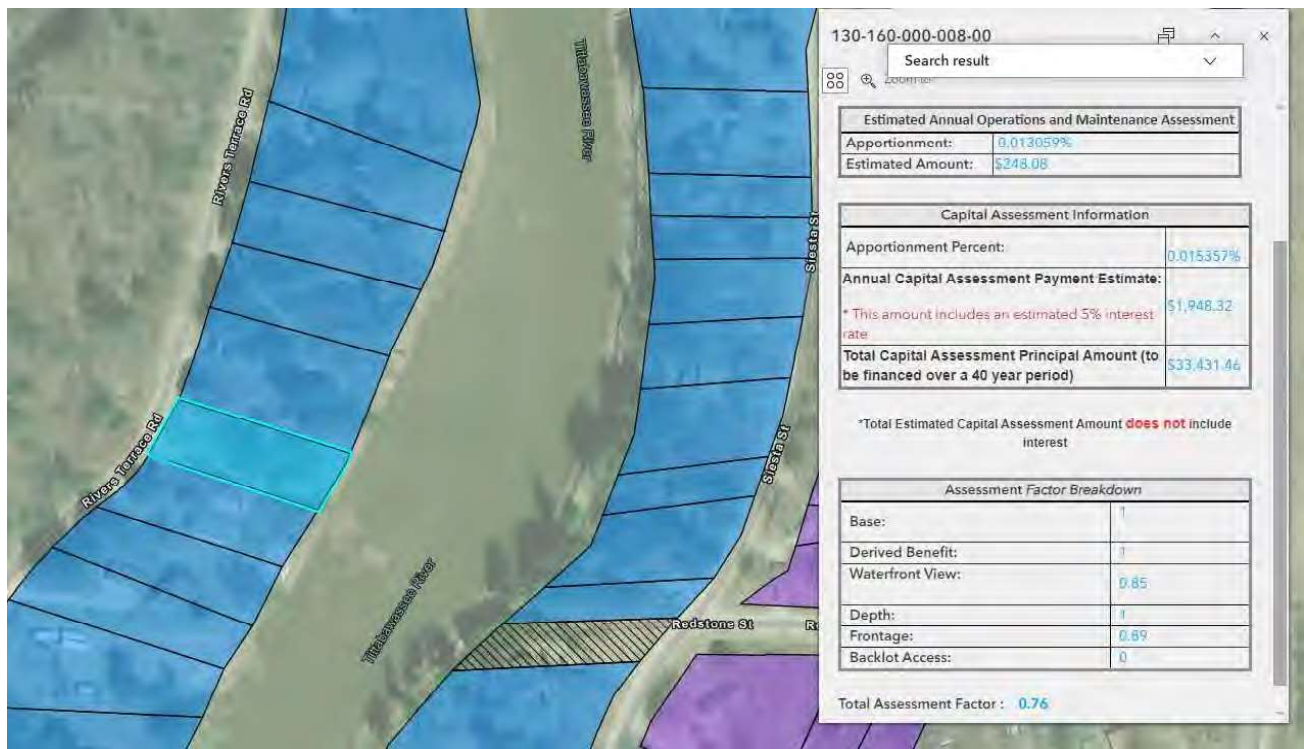 130-160-000-008-00
Search result
Zoom to
Estimated Annual Operations and Maintenance Assessment
Apportionment: 0.013059%
Estimated Amount: $248.08
Capital Assessment Information
Apportionment Percent: 0.015357%
Annual Capital Assessment Payment Estimate: $1,948.32
* This amount includes an estimated 5% interest
rate
Total Capital Assessment Principal Amount (to
be financed over a 40 year period) $33,431.46
*Total Estimated Capital Assessment Amount does not include
interest
Assessment Factor Breakdown
Base: 1
Derived Benefit: 1
Waterfront View: 0.85
Depth: 1
Frontage: 0.89
Backlot Access: 0
Total Assessment Factor : 0.76
Rivers Terrace Rd
Tittabawassee River
Siesta St
Rivers Terrace Rd
Siesta St
Tittabawassee River
Redstone St